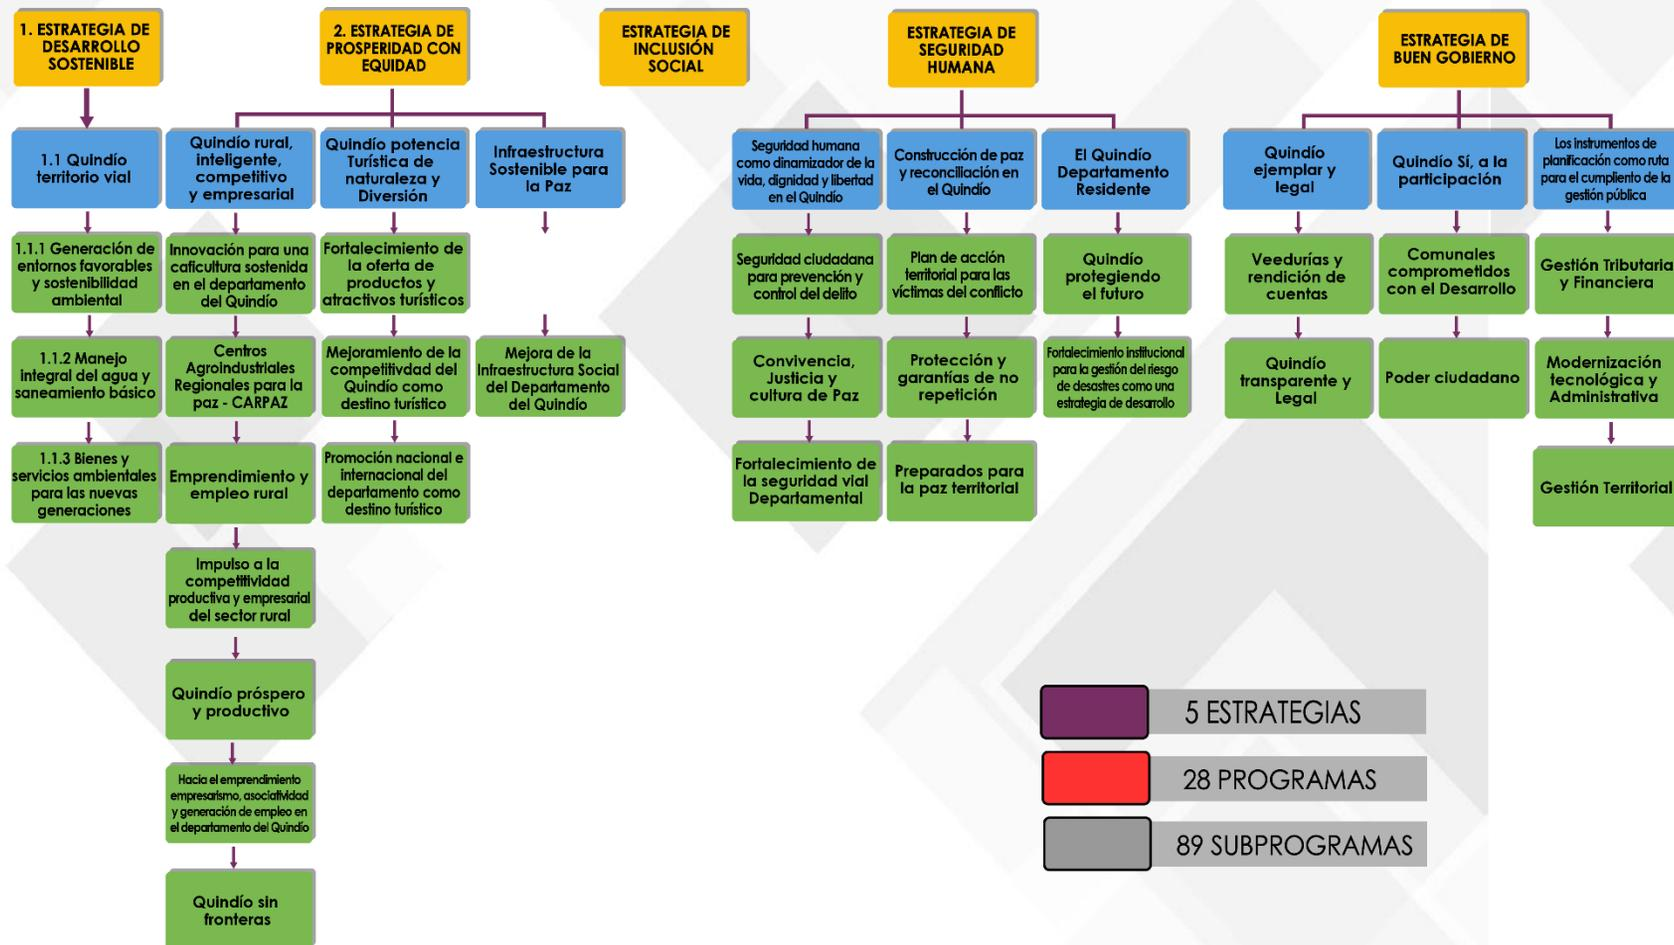 1. ESTRATEGIA DE
DESARROLLO
SOSTENIBLE
2. ESTRATEGIA DE
PROSPERIDAD CON
EQUIDAD
ESTRATEGIA DE
INCLUSIÓN
SOCIAL
ESTRATEGIA DE
SEGURIDAD
HUMANA
ESTRATEGIA DE
BUEN GOBIERNO
1.1 Quindío
territorio vial
Quindío rural,
inteligente,
competitivo
y empresarial
Quindío potencia
Turística de
naturaleza y
Diversión
Infraestructura
Sostenible para
la Paz
Seguridad humana
como dinamizador de la
vida, dignidad y libertad
en el Quindío
Construcción de paz
y reconciliación en
el Quindío
El Quindío
Departamento
Residente
Quindío
ejemplar y
legal
Quindío Sí, a la
participación
Los instrumentos de
planificación como ruta
para el cumpliento de la
gestión pública
1.1.1 Generación de
entornos favorables
y sostenibilidad
ambiental
Innovación para una
caficultura sostenida
en el departamento
del Quindío
Fortalecimiento de
la oferta de
productos y
atractivos turísticos
Seguridad ciudadana
para prevención y
control del delito
Plan de acción
territorial para las
víctimas del conflicto
Quindío
protegiendo
el futuro
Veedurías y
rendición de
cuentas
Comunales
comprometidos
con el Desarrollo
Gestión Tributaria
y Financiera
1.1.2 Manejo
integral del agua y
saneamiento básico
Centros
Agroindustriales
Regionales para la
paz - CARPAZ
Mejoramiento de la
competitivdad del
Quindío como
destino turístico
Mejora de la
Infraestructura Social
del Departamento
del Quindío
Convivencia,
Justicia y
cultura de Paz
Protección y
garantías de no
repetición
Fortalecimiento institucional
para la gestión del riesgo
de desastres como una
estrategia de desarrollo
Quindío
transparente y
Legal
Poder ciudadano
Modernización
tecnológica y
Administrativa
1.1.3 Bienes y
servicios ambientales
para las nuevas
generaciones
Emprendimiento y
empleo rural
Promoción nacional e
internacional del
departamento como
destino turístico
Fortalecimiento de
la seguridad vial
Departamental
Preparados para
la paz territorial
Gestión Territorial
Impulso a la
competitividad
productiva y empresarial
del sector rural
Quindío próspero
y productivo
Hacia el emprendimiento
empresarismo, asociatividad
y generación de empleo en
el departamento del Quindío
Quindío sin
fronteras
5 ESTRATEGIAS
28 PROGRAMAS
89 SUBPROGRAMAS